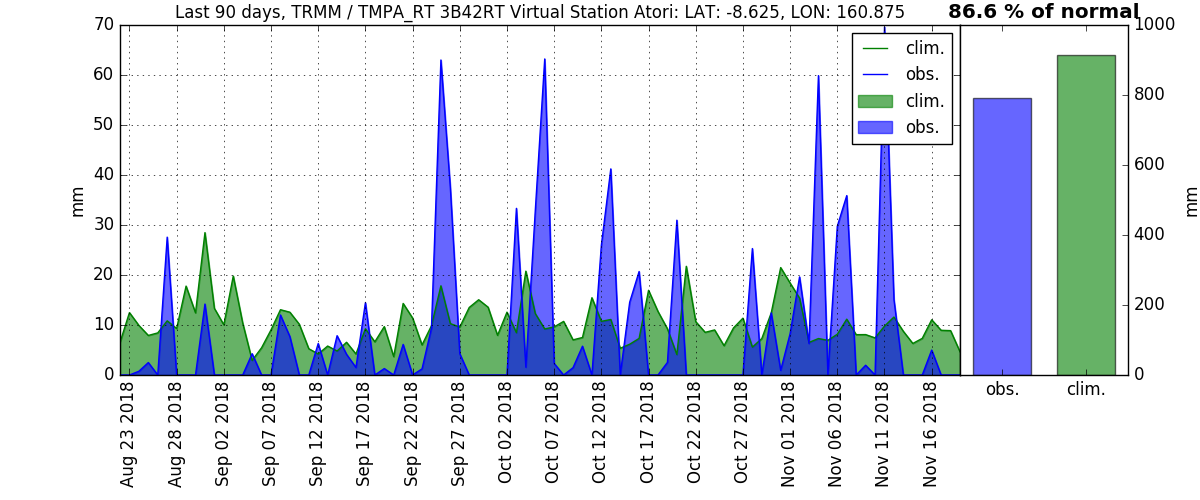 Last 90 days, TRMM / TMPA_RT 3B42RT Virtual Station Atori: LAT: -8.625, LON: 160.875
86.6 % of normal
70
60
50
40
30
20
10
0
mm
clim.
obs.
clim.
obs.
1000
800
600
400
200
0
mm
obs.
clim.
Aug 23 2018
Aug 28 2018
Sep 02 2018
Sep 07 2018
Sep 12 2018
Sep 17 2018
Sep 22 2018
Sep 27 2018
Oct 02 2018
Oct 07 2018
Oct 12 2018
Oct 17 2018
Oct 22 2018
Oct 27 2018
Nov 01 2018
Nov 06 2018
Nov 11 2018
Nov 16 2018